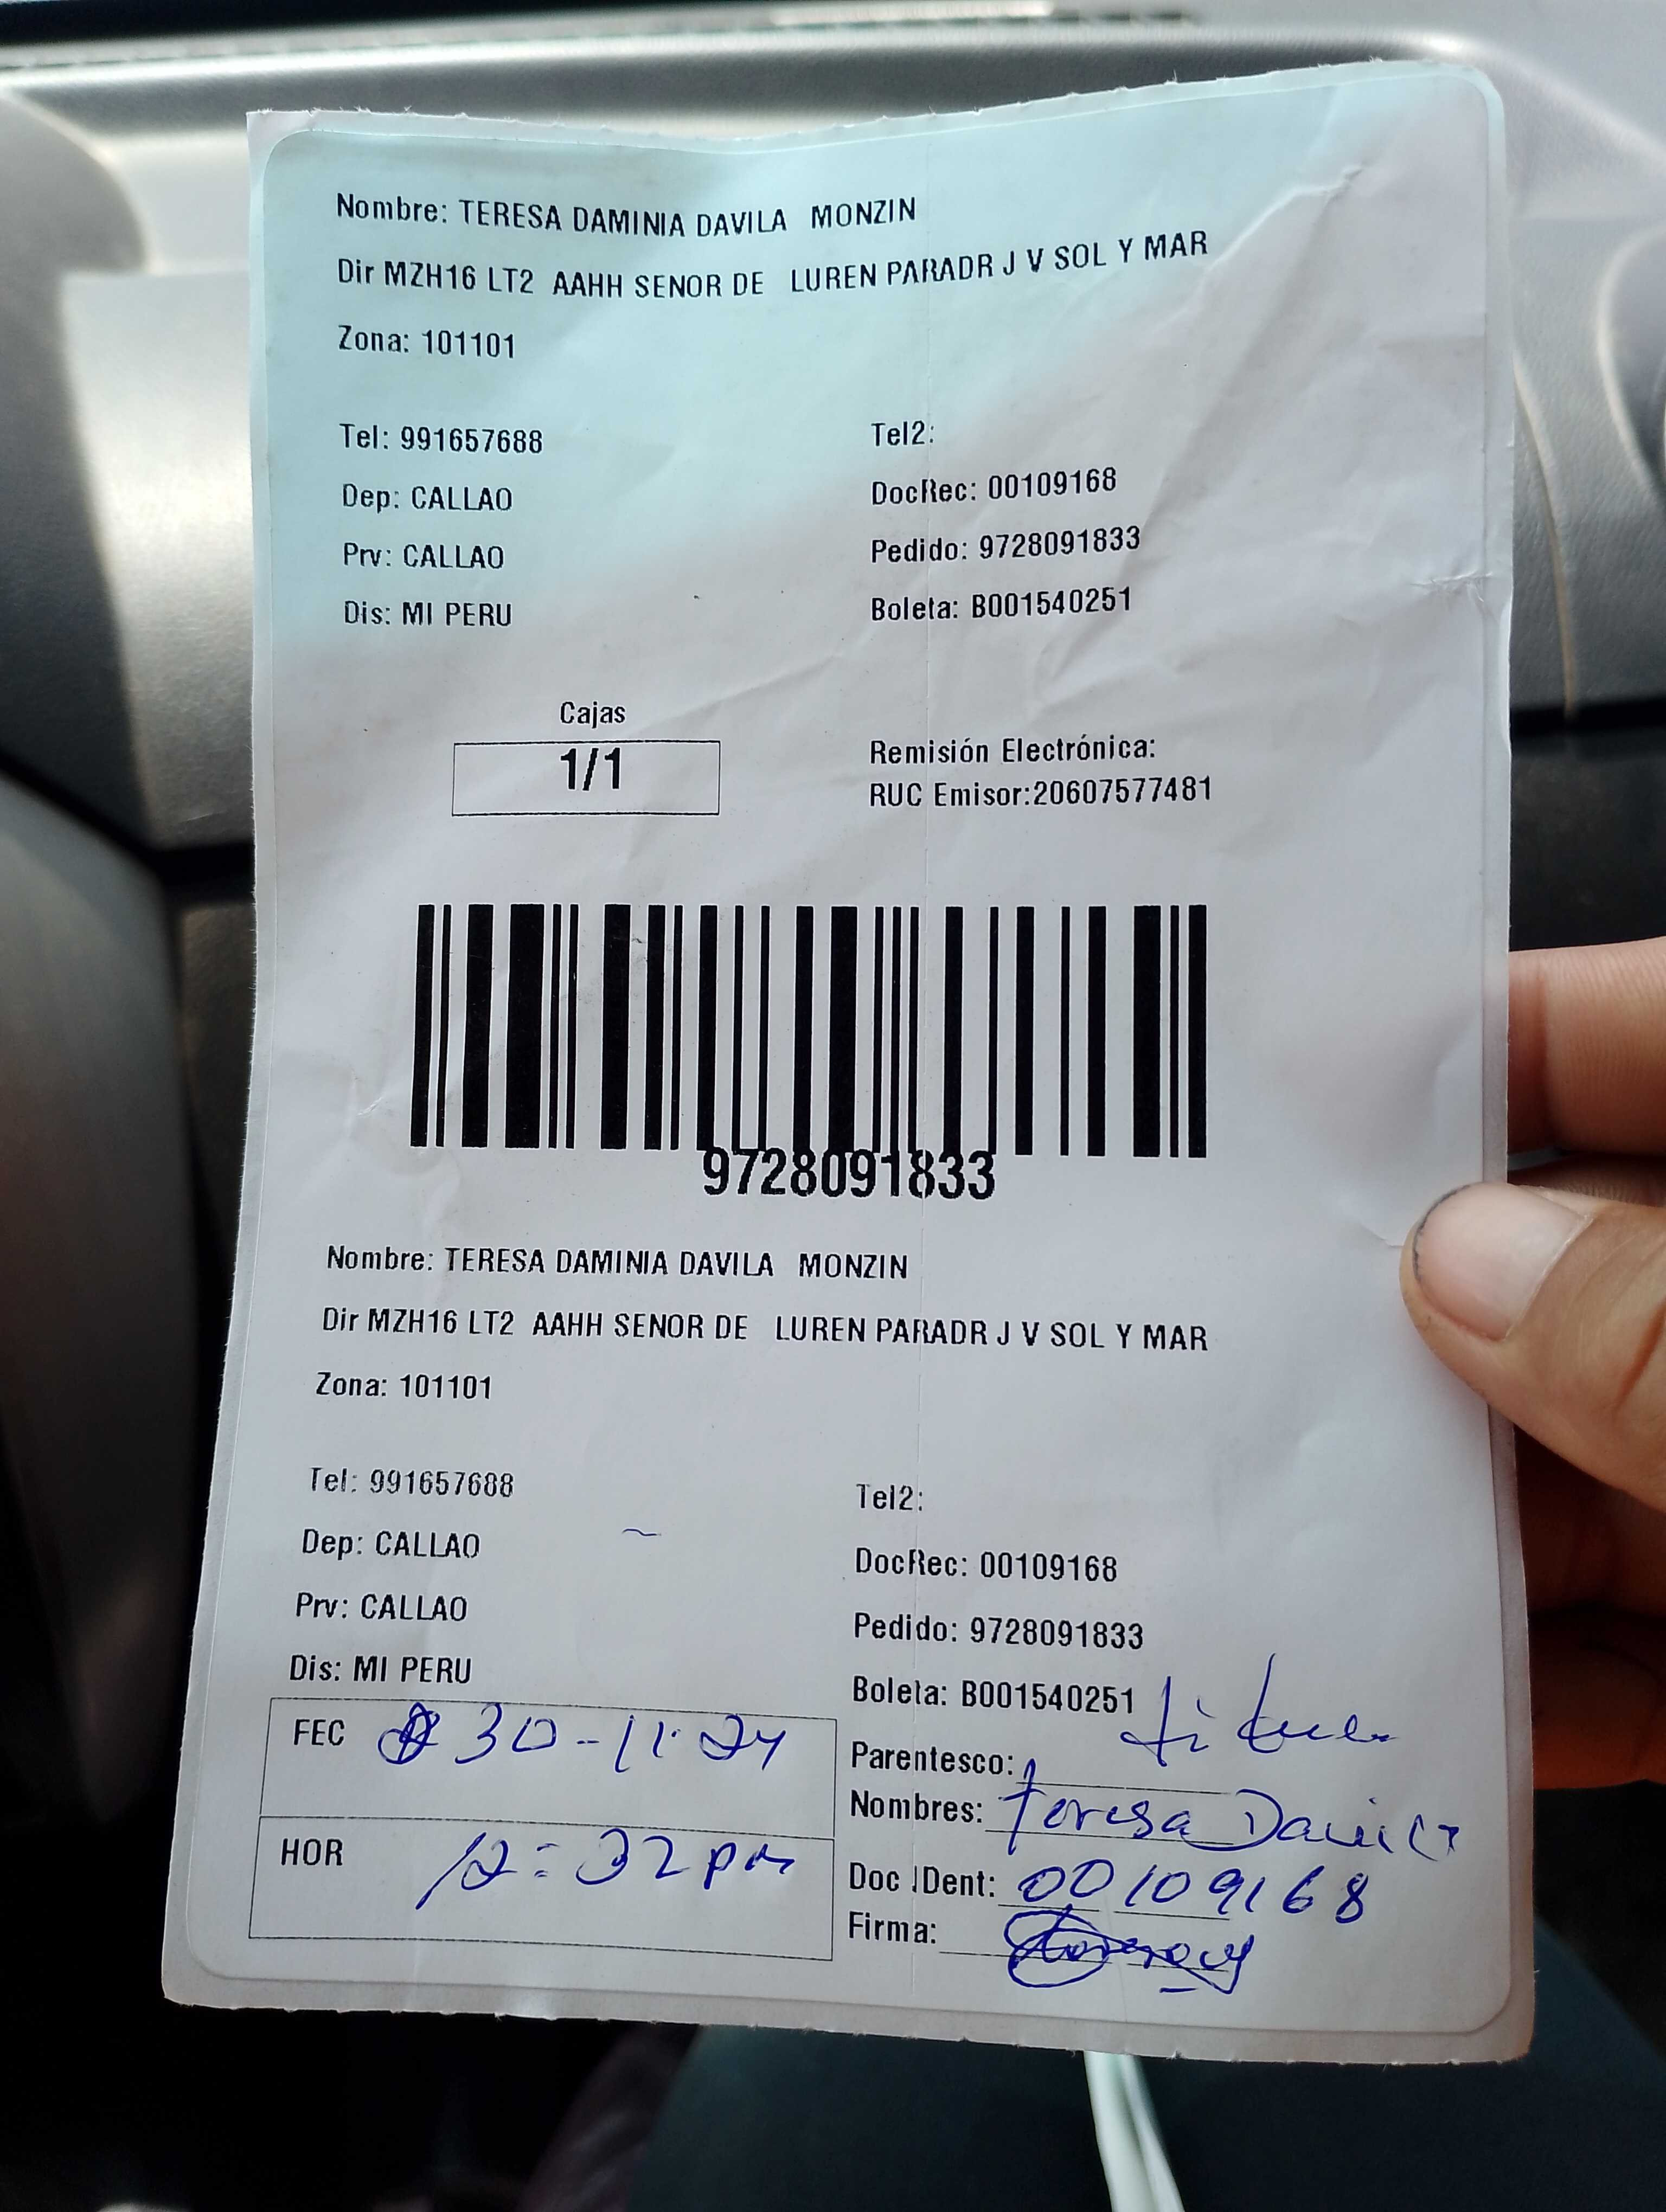 Nombre: TERESA DAMINIA DAVILA MONZIN
Dir MZH16 LT2 AAHH SENOR DE LUREN PARADR J V SOL Y MAR
Zona: 101101
Tel: 991657688 Tel2:
Dep: CALLAO DocRec: 00109168
Prv: CALLAO Pedido: 9728091833
Dis: MI PERU Boleta: B001540251
Cajas
1/1
Remisión Electrónica:
RUC Emisor:20607577481
9728091833
Nombre: TERESA DAMINIA DAVILA MONZIN
Dir MZH16 LT2 AAHH SENOR DE LUREN PARADR J V SOL Y MAR
Zona: 101101
Tel: 991657688 Tel2:
Dep: CALLAO DocRec: 00109168
Prv: CALLAO Pedido: 9728091833
Dis: MI PERU Boleta: B001540251
FEC 30-11-24
HOR 12:32pm
Parentesco: titular
Nombres: Teresa Davila
Doc IDent: 00109168
Firma: